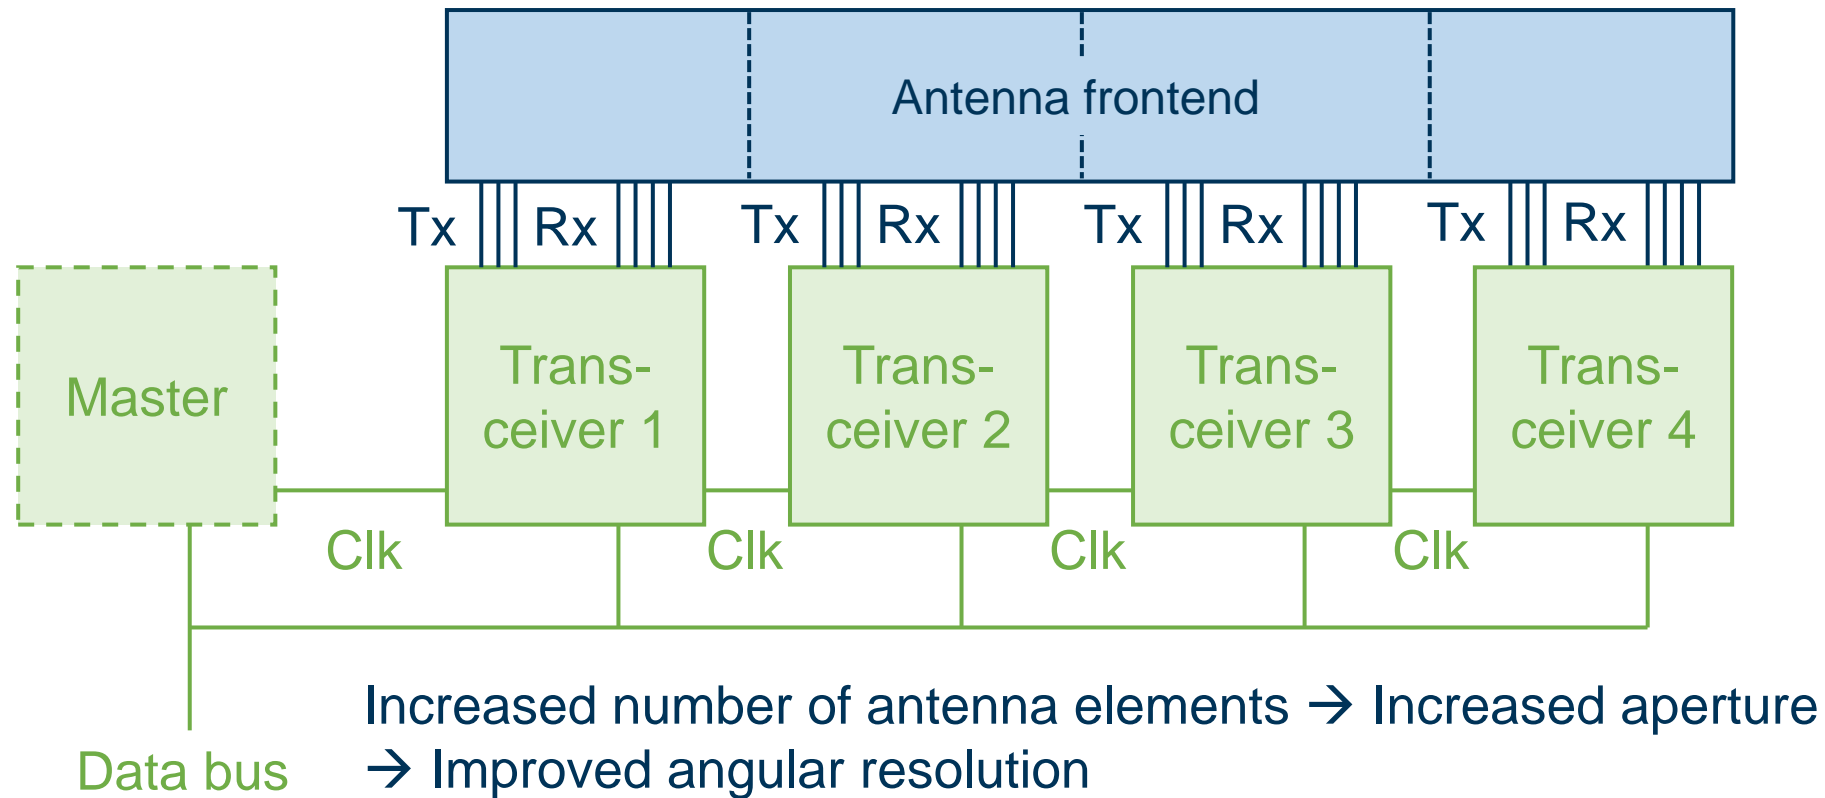 Antenna frontend
Tx Rx Tx Rx Tx Rx Tx Rx
Master
Trans-
ceiver 1
Trans-
ceiver 2
Trans-
ceiver 3
Trans-
ceiver 4
Clk Clk Clk Clk
Increased number of antenna elements → Increased aperture
→ Improved angular resolution
Data bus